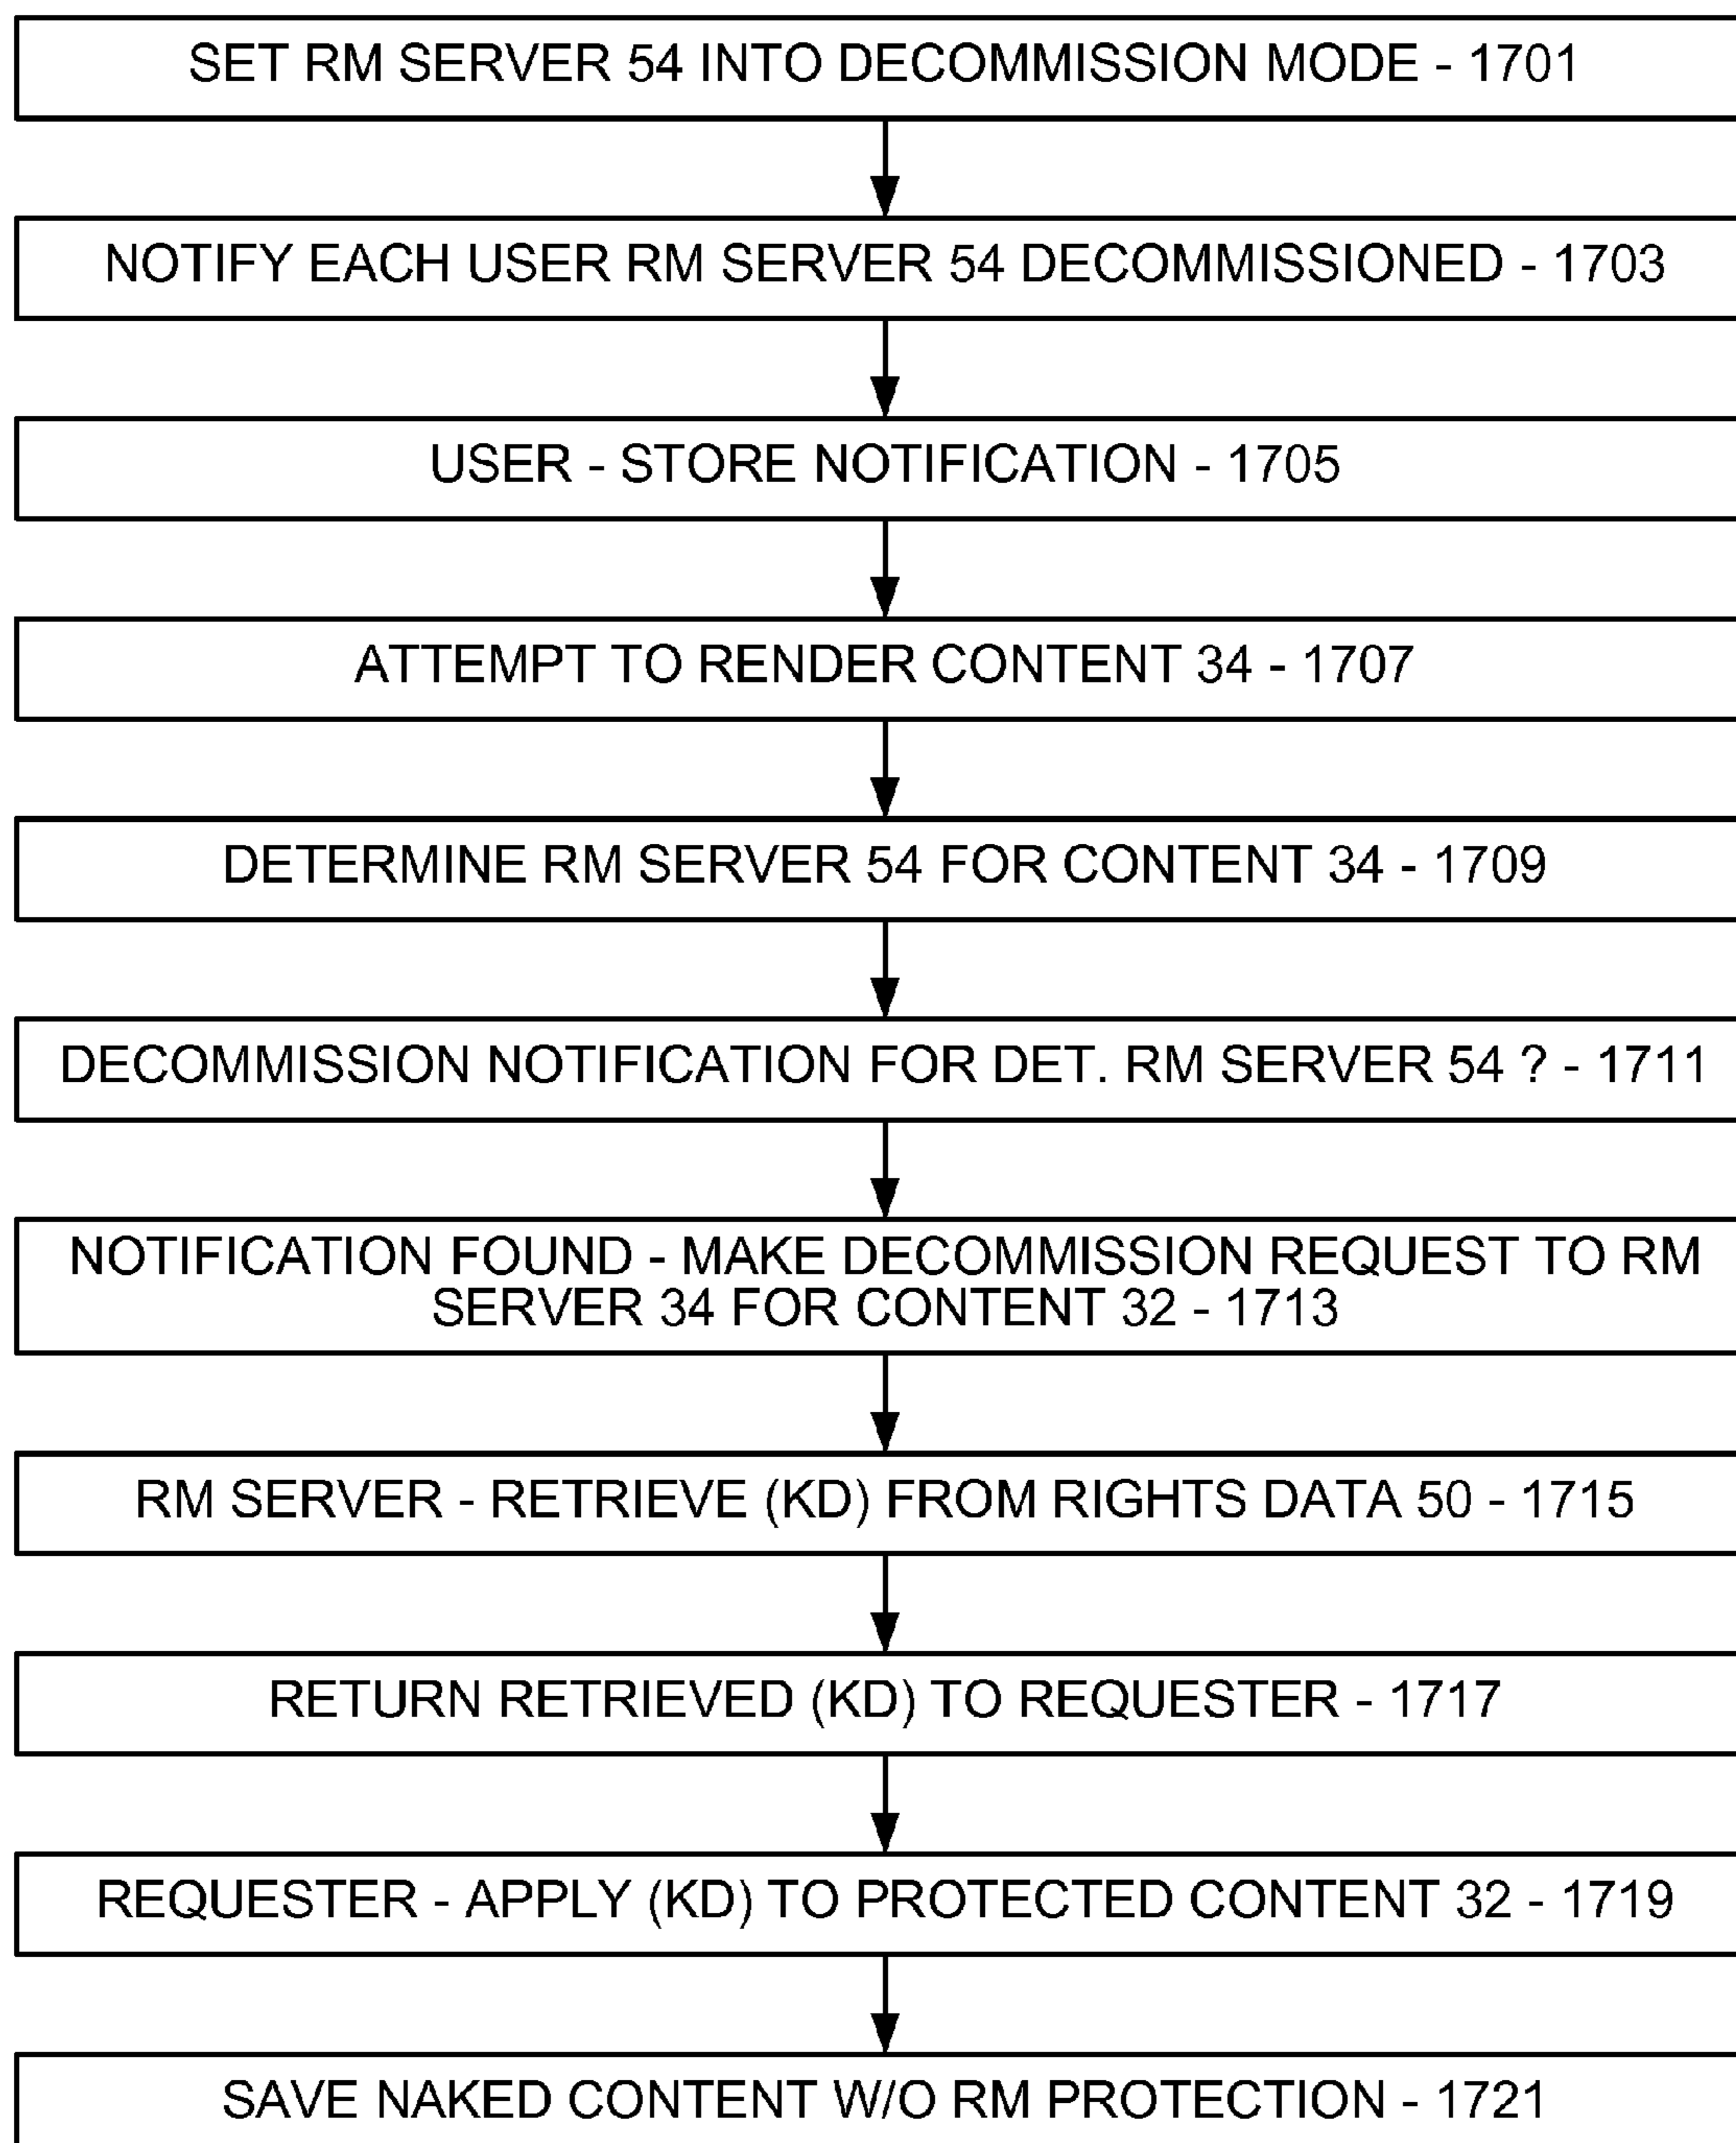 SET RM SERVER 54 INTO DECOMMISSION MODE - 1701
NOTIFY EACH USER RM SERVER 54 DECOMMISSIONED - 1703
USER - STORE NOTIFICATION - 1705
ATTEMPT TO RENDER CONTENT 34 - 1707
DETERMINE RM SERVER 54 FOR CONTENT 34 - 1709
DECOMMISSION NOTIFICATION FOR DET. RM SERVER 54 ? - 1711
NOTIFICATION FOUND - MAKE DECOMMISSION REQUEST TO RM
SERVER 34 FOR CONTENT 32 - 1713
RM SERVER - RETRIEVE (KD) FROM RIGHTS DATA 50 - 1715
RETURN RETRIEVED (KD) TO REQUESTER - 1717
REQUESTER - APPLY (KD) TO PROTECTED CONTENT 32 - 1719
SAVE NAKED CONTENT W/O RM PROTECTION - 1721